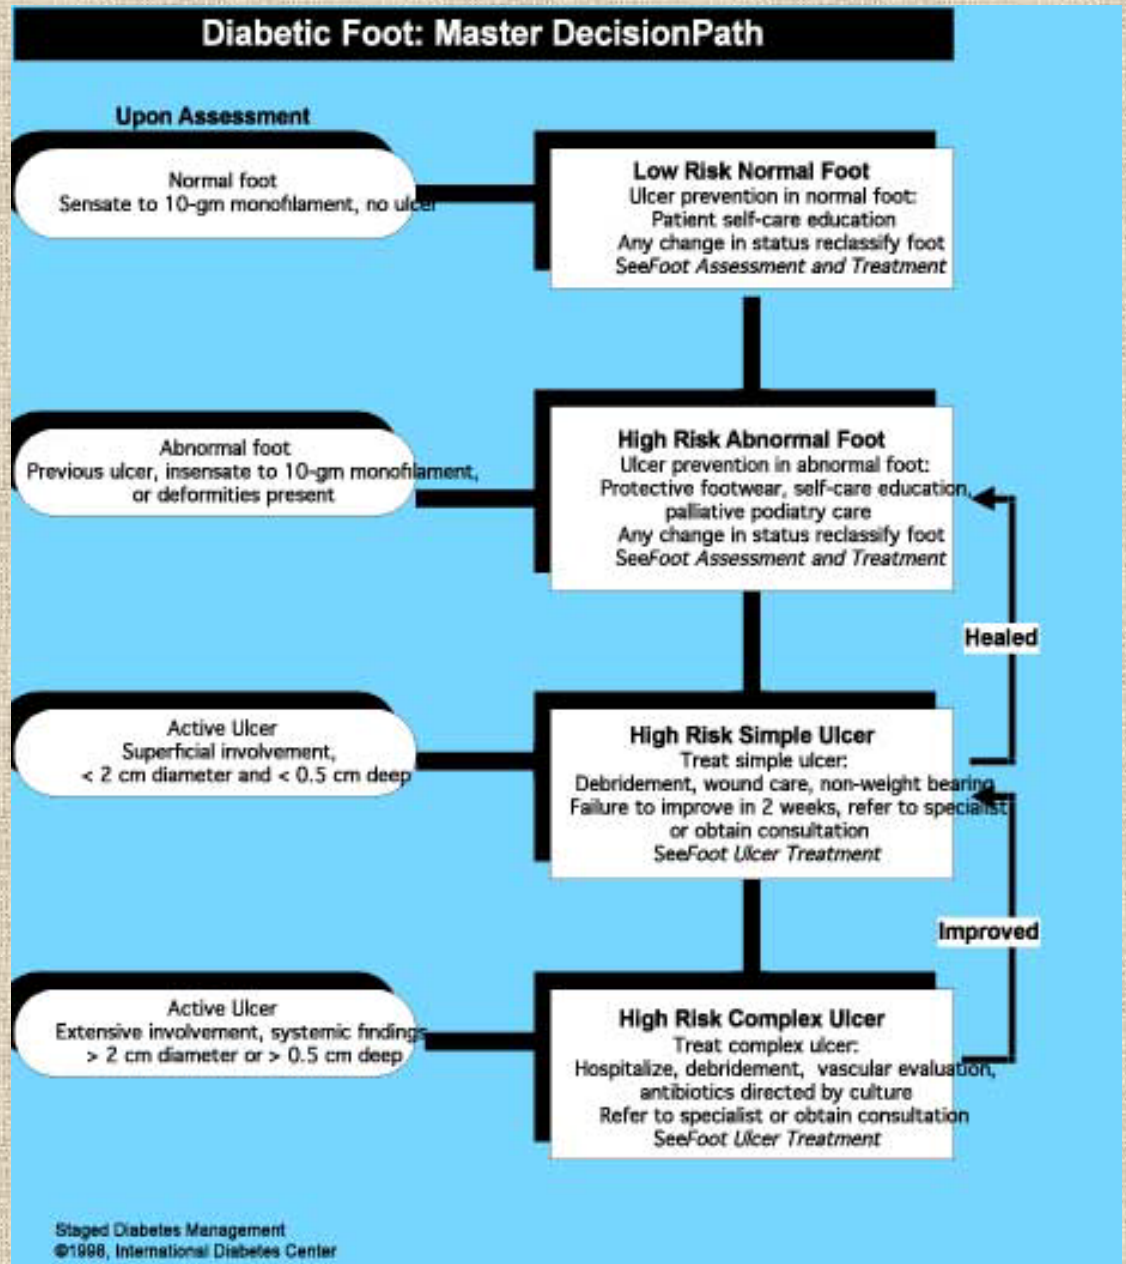 Diabetic Foot: Master DecisionPath
Upon Assessment
Normal foot
Sensate to 10-gm monofilament, no ulcer
Low Risk Normal Foot
Ulcer prevention in normal foot:
Patient self-care education
Any change in status reclassify foot
SeeFoot Assessment and Treatment
Abnormal foot
Previous ulcer, insensate to 10-gm monofilament,
or deformities present
High Risk Abnormal Foot
Ulcer prevention in abnormal foot:
Protective footwear, self-care education,
palliative podiatry care
Any change in status reclassify foot
SeeFoot Assessment and Treatment
Healed
Active Ulcer
Superficial involvement,
< 2 cm diameter and < 0.5 cm deep
High Risk Simple Ulcer
Treat simple ulcer:
Debridement, wound care, non-weight bearing
Failure to improve in 2 weeks, refer to specialist
or obtain consultation
SeeFoot Ulcer Treatment
Improved
Active Ulcer
Extensive involvement, systemic findings
> 2 cm diameter or > 0.5 cm deep
High Risk Complex Ulcer
Treat complex ulcer:
Hospitalize, debridement, vascular evaluation,
antibiotics directed by culture
Refer to specialist or obtain consultation
SeeFoot Ulcer Treatment
Staged Diabetes Management
©1998, International Diabetes Center